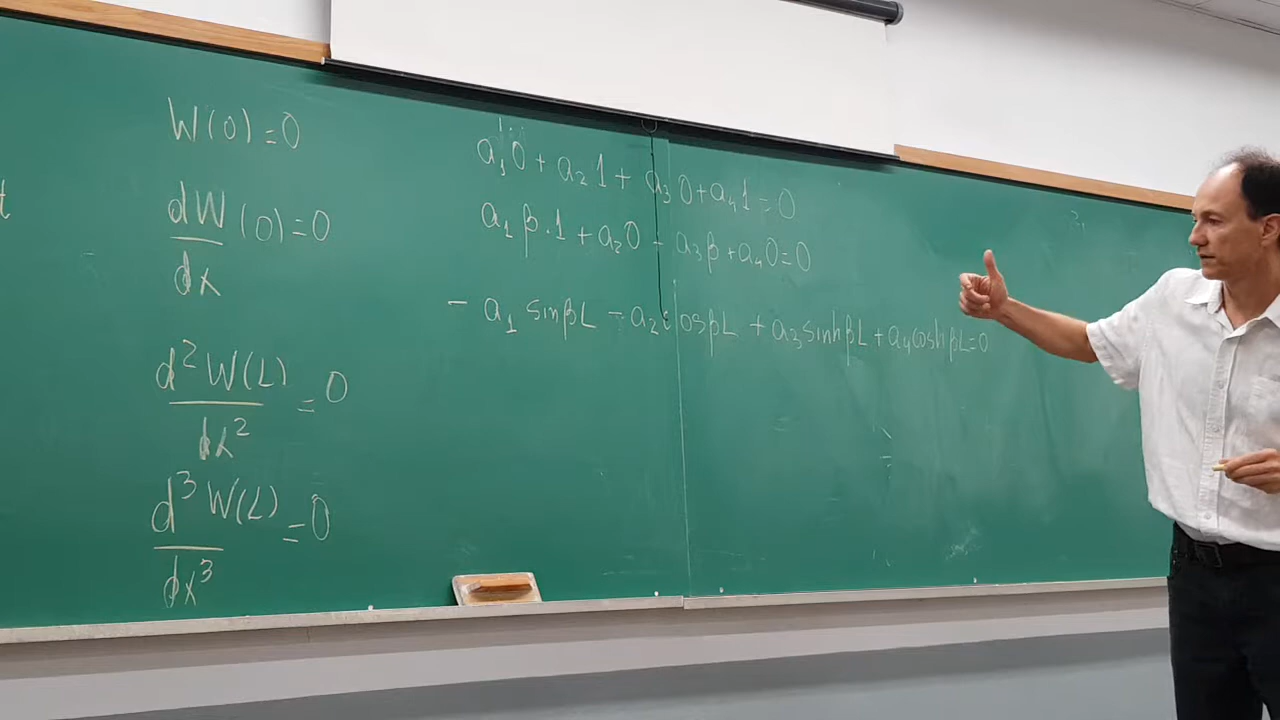 t
W(0)=0
dW/dx (0)=0
d²W(L)/dx² = 0
d³W(L)/dx³ = 0
a₁0 + a₂1 + a₃0 + a₄1 = 0
a₁β.1 + a₂0 + a₃β + a₄0 = 0
- a₁ sinβL - a₂ cosβL + a₃ sinhβL + a₄ coshβL = 0